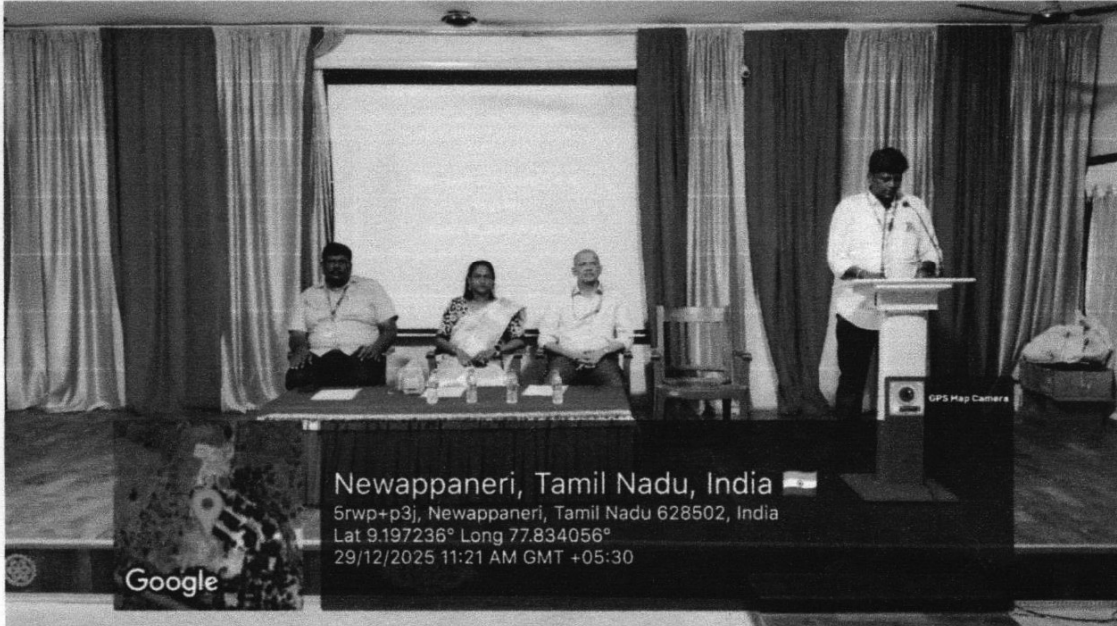 GPS Map Camera
Newappaneri, Tamil Nadu, India 🇮🇳
5rwp+p3j, Newappaneri, Tamil Nadu 628502, India
Lat 9.197236° Long 77.834056°
29/12/2025 11:21 AM GMT +05:30
Google